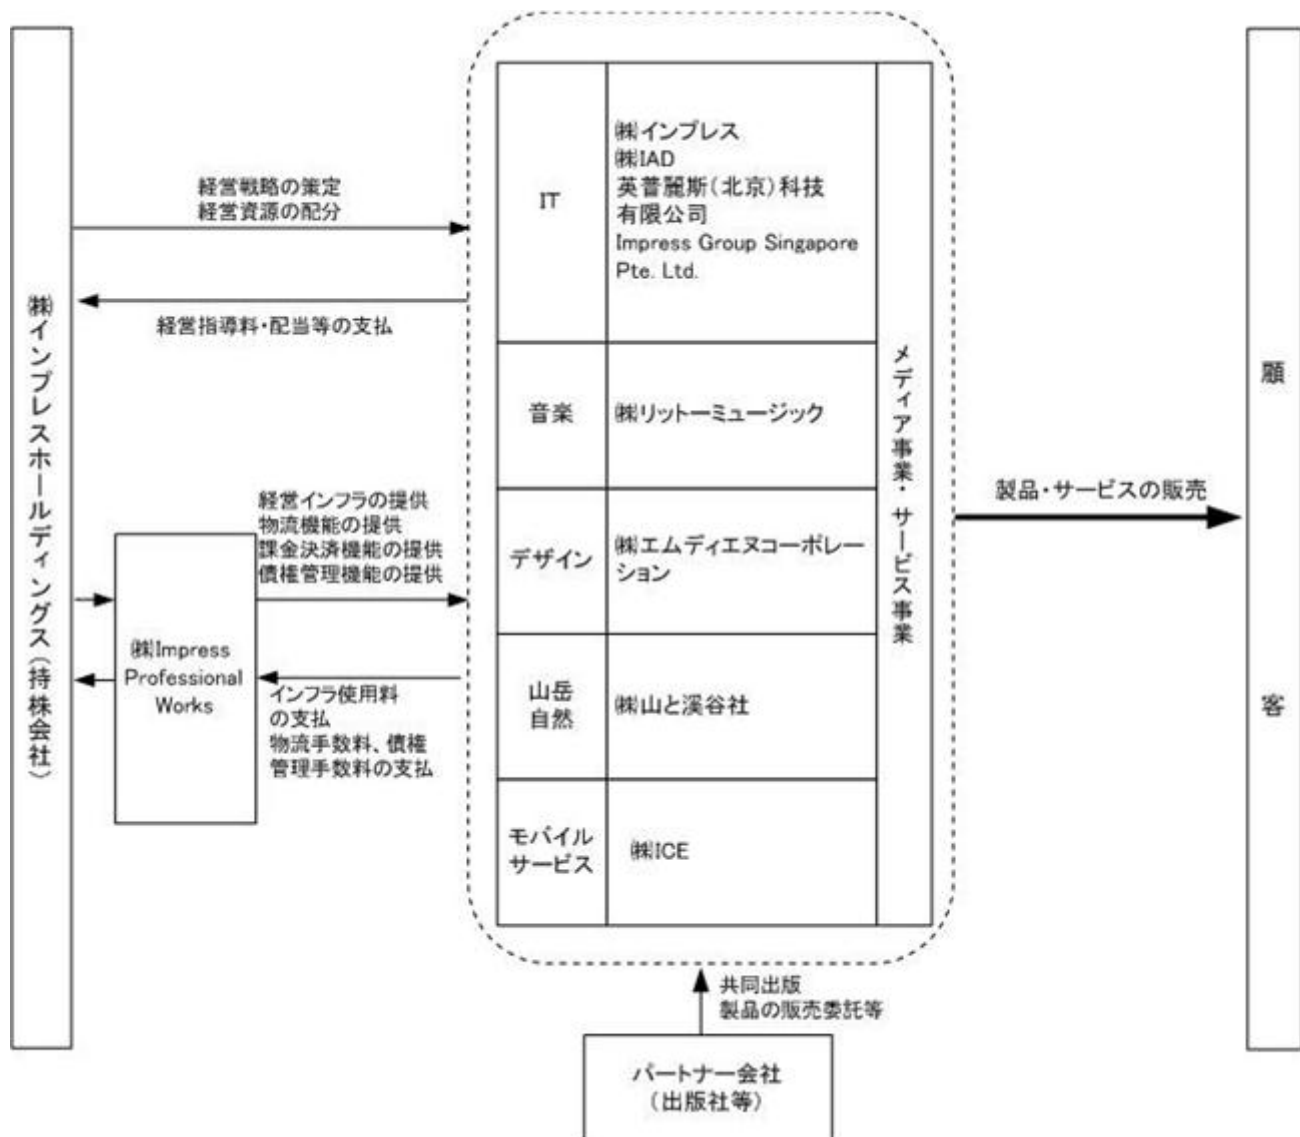 ㈱インプレスホールディングス(持株会社)
経営戦略の策定
経営資源の配分
経営指導料・配当等の支払
経営インフラの提供
物流機能の提供
課金決済機能の提供
債権管理機能の提供
㈱Impress
Professional
Works
インフラ使用料
の支払
物流手数料、債権
管理手数料の支払
IT
㈱インプレス
㈱IAD
英普麗斯(北京)科技
有限公司
Impress Group Singapore
Pte. Ltd.
音楽
㈱リットーミュージック
デザイン
㈱エムディエヌコーポレー
ション
山岳
自然
㈱山と溪谷社
モバイル
サービス
㈱ICE
メディア事業・サービス事業
製品・サービスの販売
顧客
共同出版
製品の販売委託等
パートナー会社
(出版社等)